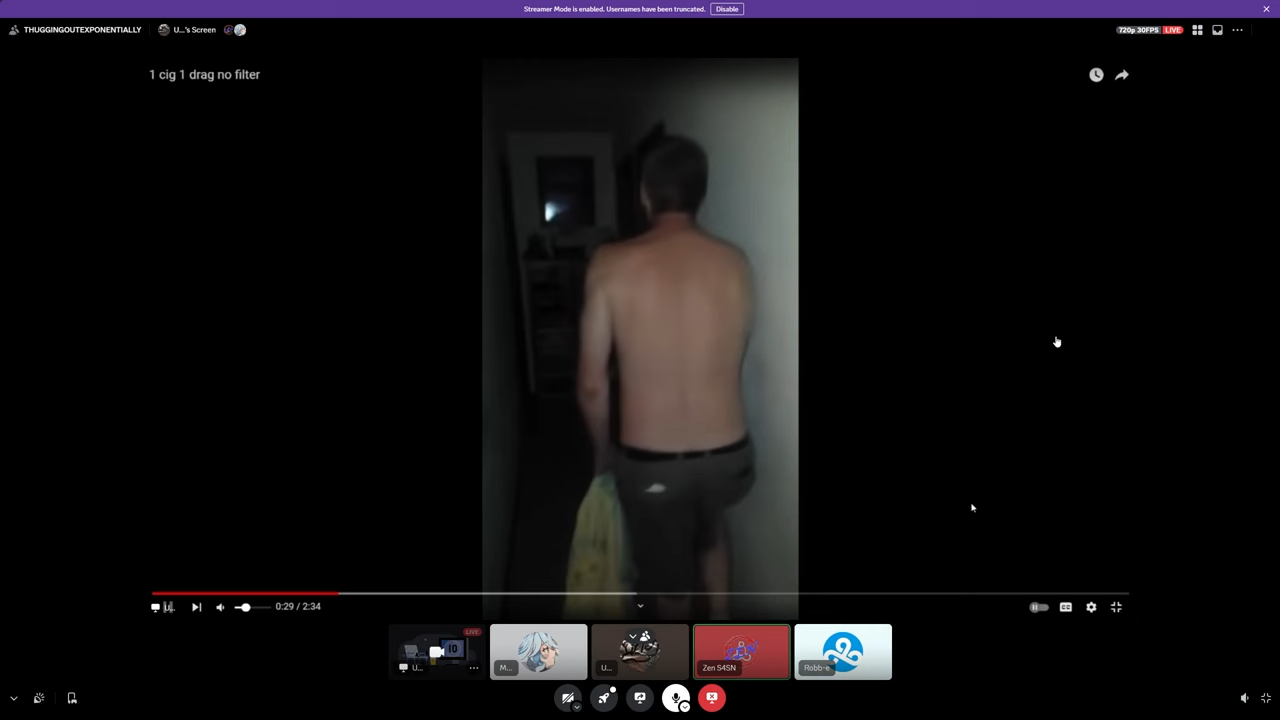 Streamer Mode is enabled. Usernames have been truncated. Disable
THUGGINGOUTEXPONENTIALLY
U...'s Screen
720p 30FPS LIVE
1 cig 1 drag no filter
U...
0:29 / 2:34
LIVE
10
U...
M...
U...
Zen S4SN
Robb-e